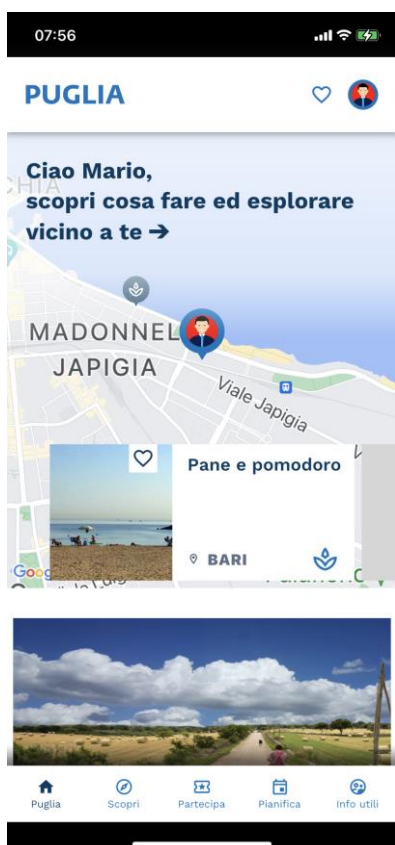 07:56
PUGLIA
Ciao Mario,
scopri cosa fare ed esplorare
vicino a te →
MADONNEL
JAPIGIA
Viale Japigia
Pane e pomodoro
BARI
Goog
Puglia
Scopri
Partecipa
Pianifica
Info utili